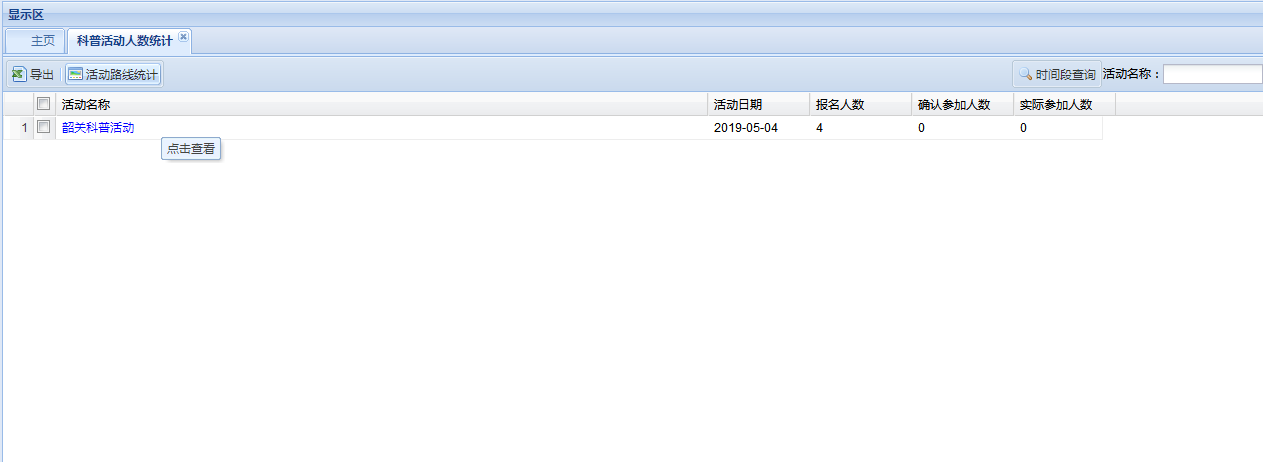 显示区
主页 科普活动人数统计
导出 活动路线统计 时间段查询 活动名称：
活动名称 活动日期 报名人数 确认参加人数 实际参加人数
1 韶关科普活动 2019-05-04 4 0 0
点击查看